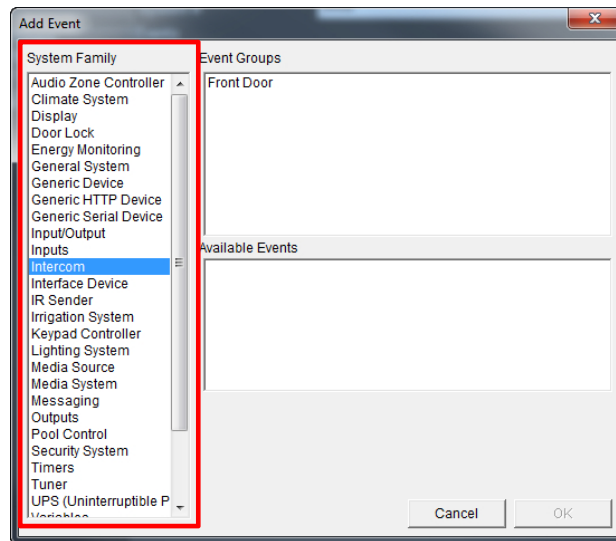 Add Event
System Family
Audio Zone Controller
Climate System
Display
Door Lock
Energy Monitoring
General System
Generic Device
Generic HTTP Device
Generic Serial Device
Input/Output
Inputs
Intercom
Interface Device
IR Sender
Irrigation System
Keypad Controller
Lighting System
Media Source
Media System
Messaging
Outputs
Pool Control
Security System
Timers
Tuner
UPS (Uninterruptible P
Variables
Event Groups
Front Door
Available Events
Cancel
OK